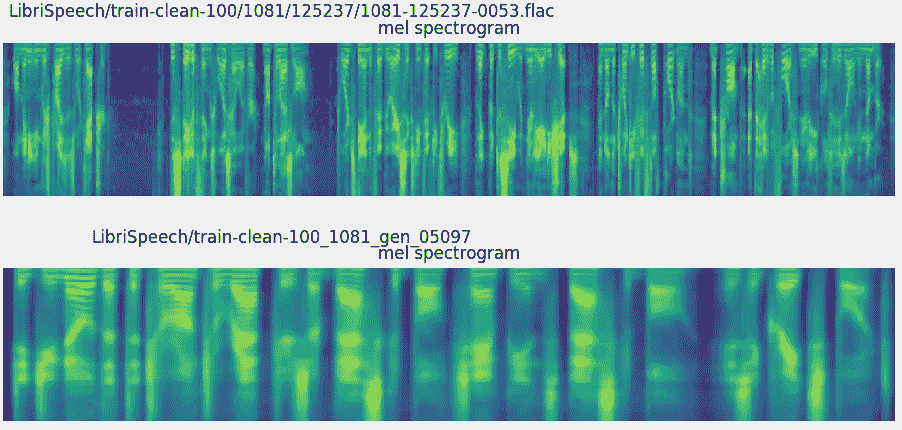 LibriSpeech/train-clean-100/1081/125237/1081-125237-0053.flac
mel spectrogram
LibriSpeech/train-clean-100_1081_gen_05097
mel spectrogram